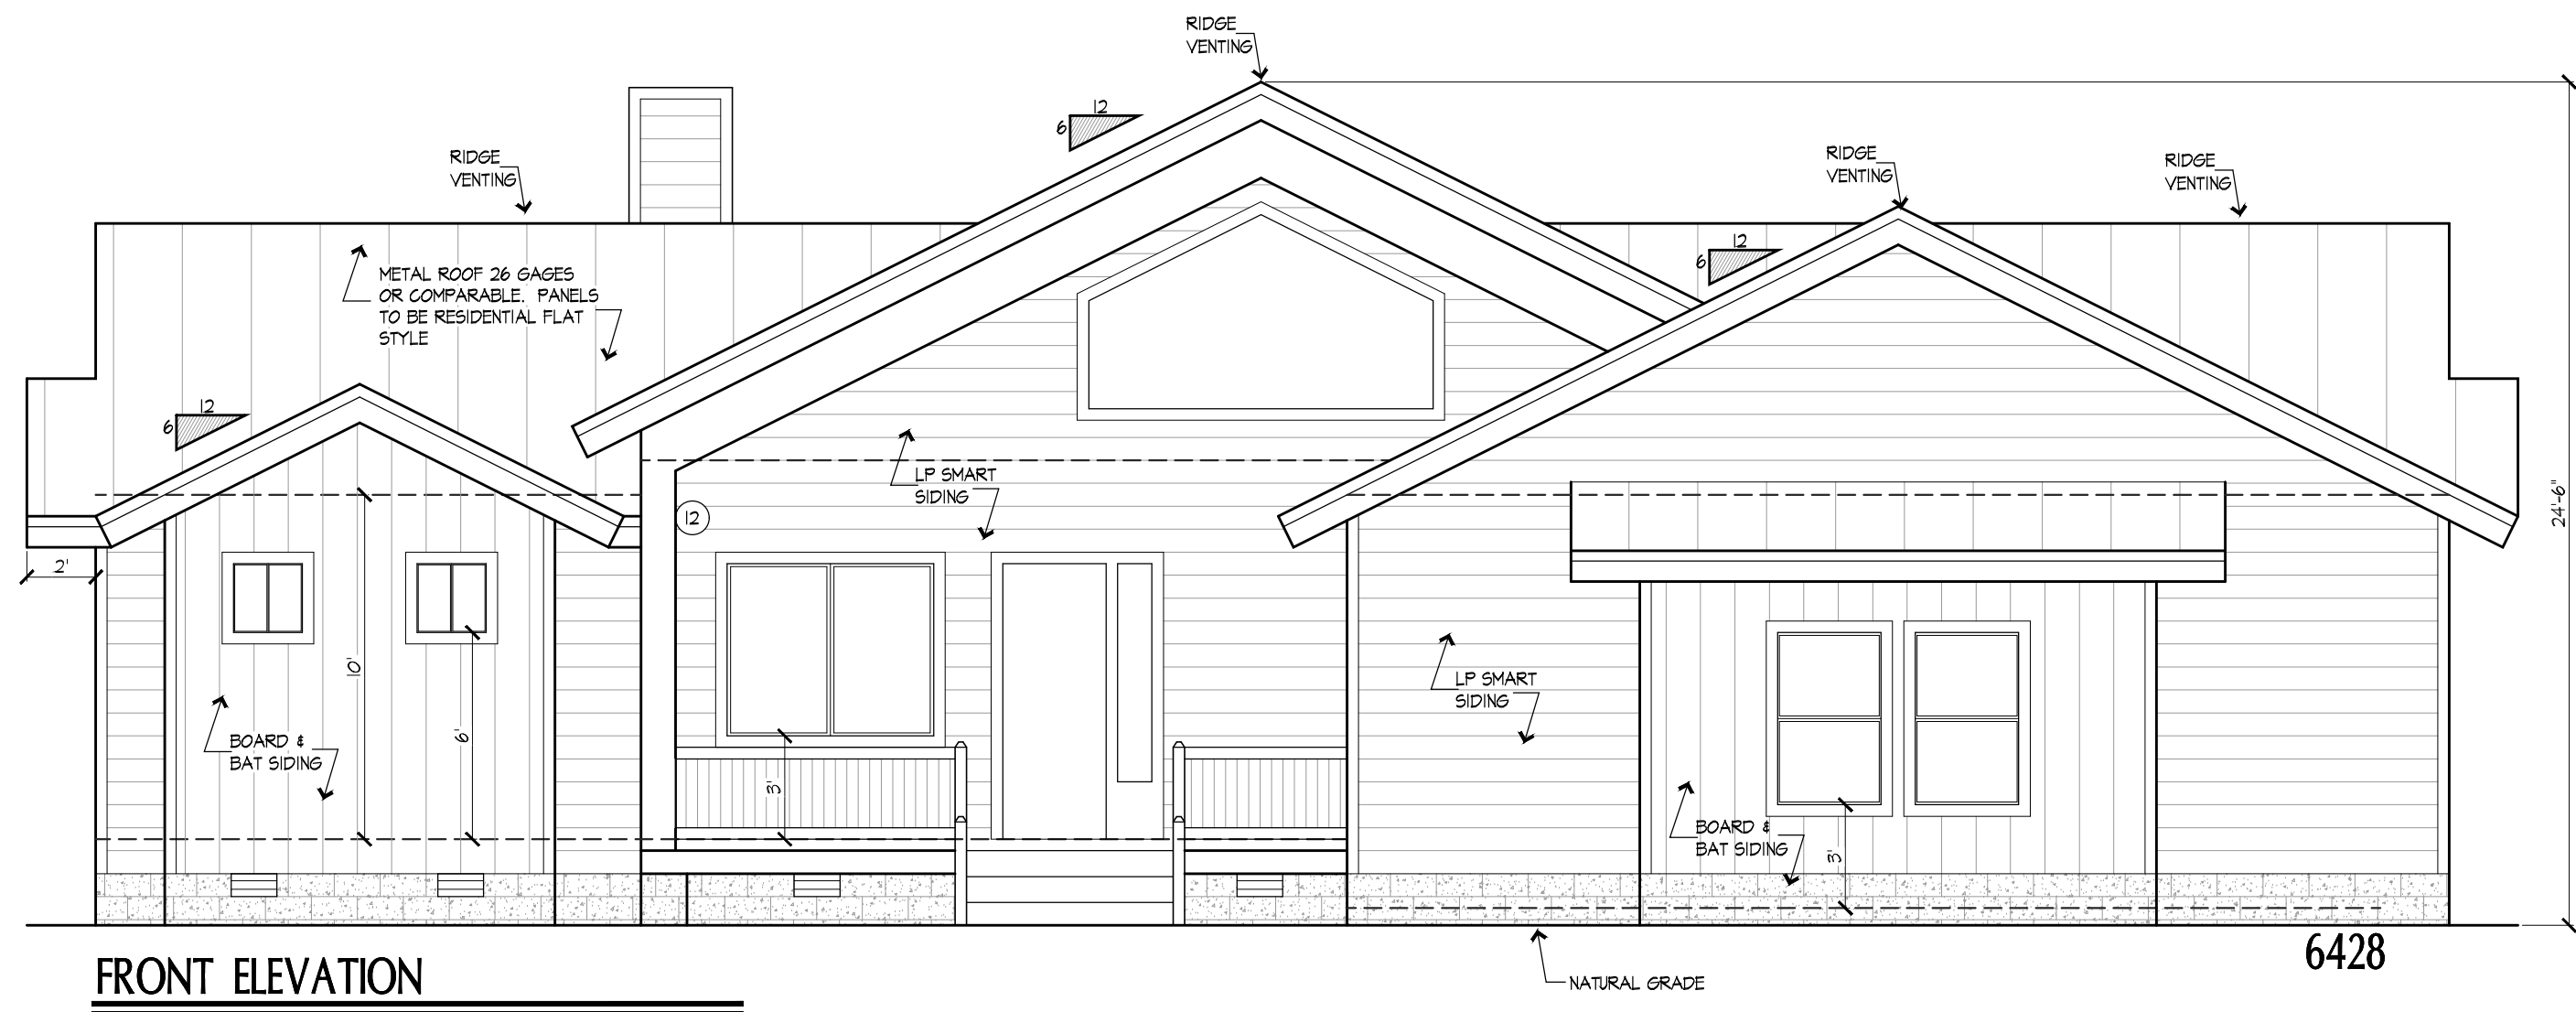 RIDGE
VENTING
12
6
RIDGE
VENTING
RIDGE
VENTING
RIDGE
VENTING
12
6
METAL ROOF 26 GAGES
OR COMPARABLE. PANELS
TO BE RESIDENTIAL FLAT
STYLE
12
6
LP SMART
SIDING
24'-6"
12
2'
10'
6'
LP SMART
SIDING
BOARD &
BAT SIDING
3'
BOARD &
BAT SIDING
3'
6428
FRONT ELEVATION
NATURAL GRADE